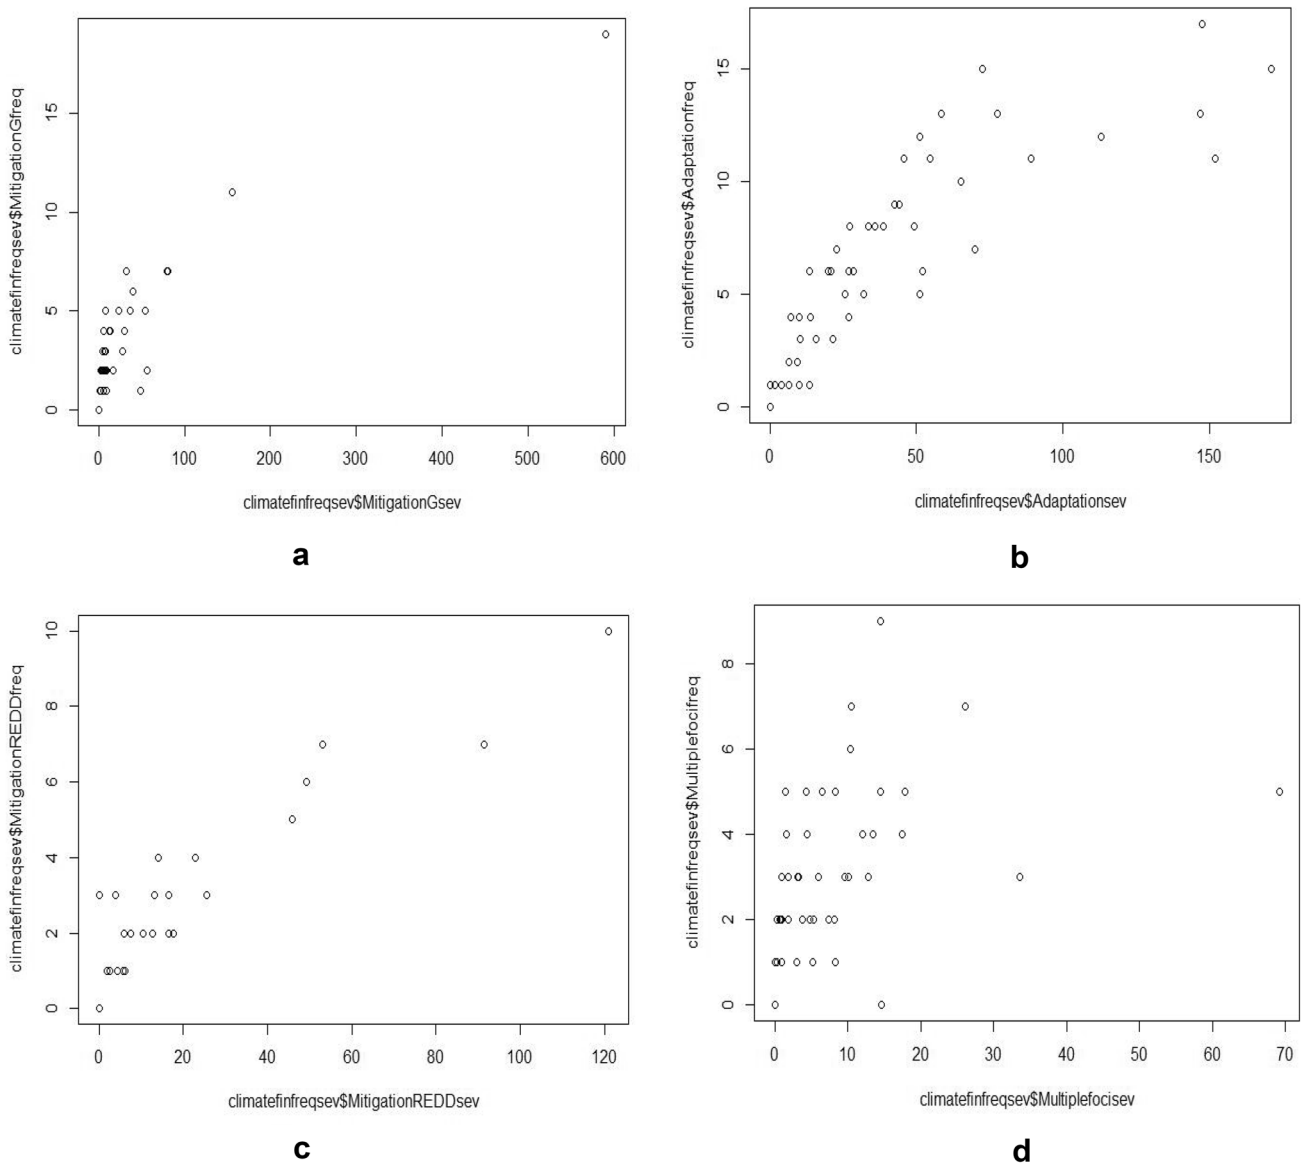 climatefinfreqsev$MitigationGfreq
15
10
5
0
0 100 200 300 400 500 600
climatefinfreqsev$MitigationGsev
a
climatefinfreqsev$Adaptationfreq
15
10
5
0
0 50 100 150
climatefinfreqsev$Adaptationsev
b
climatefinfreqsev$MitigationREDDfreq
10
8
6
4
2
0
0 20 40 60 80 100 120
climatefinfreqsev$MitigationREDDsev
c
climatefinfreqsev$Multiplefocifreq
8
6
4
2
0
0 10 20 30 40 50 60 70
climatefinfreqsev$Multiplefocisev
d